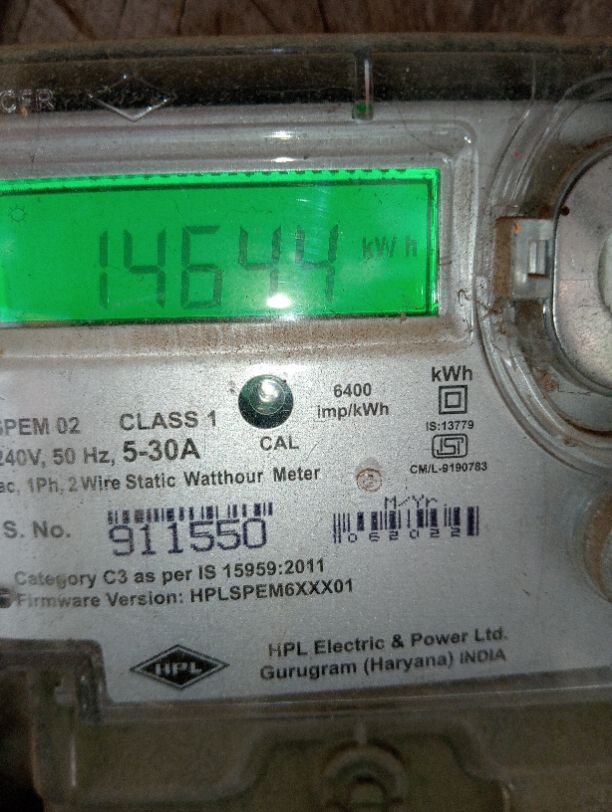 14644 kWh
kWh
6400
imp/kWh
IS:13779
SPEM 02 CLASS 1
CAL
240V, 50 Hz, 5-30A
CM/L-9190783
ac, 1Ph, 2 Wire Static Watthour Meter
M/Yr
S. No. 911550
062022
Category C3 as per IS 15959:2011
Firmware Version: HPLSPEM6XXX01
HPL
HPL Electric & Power Ltd.
Gurugram (Haryana) INDIA